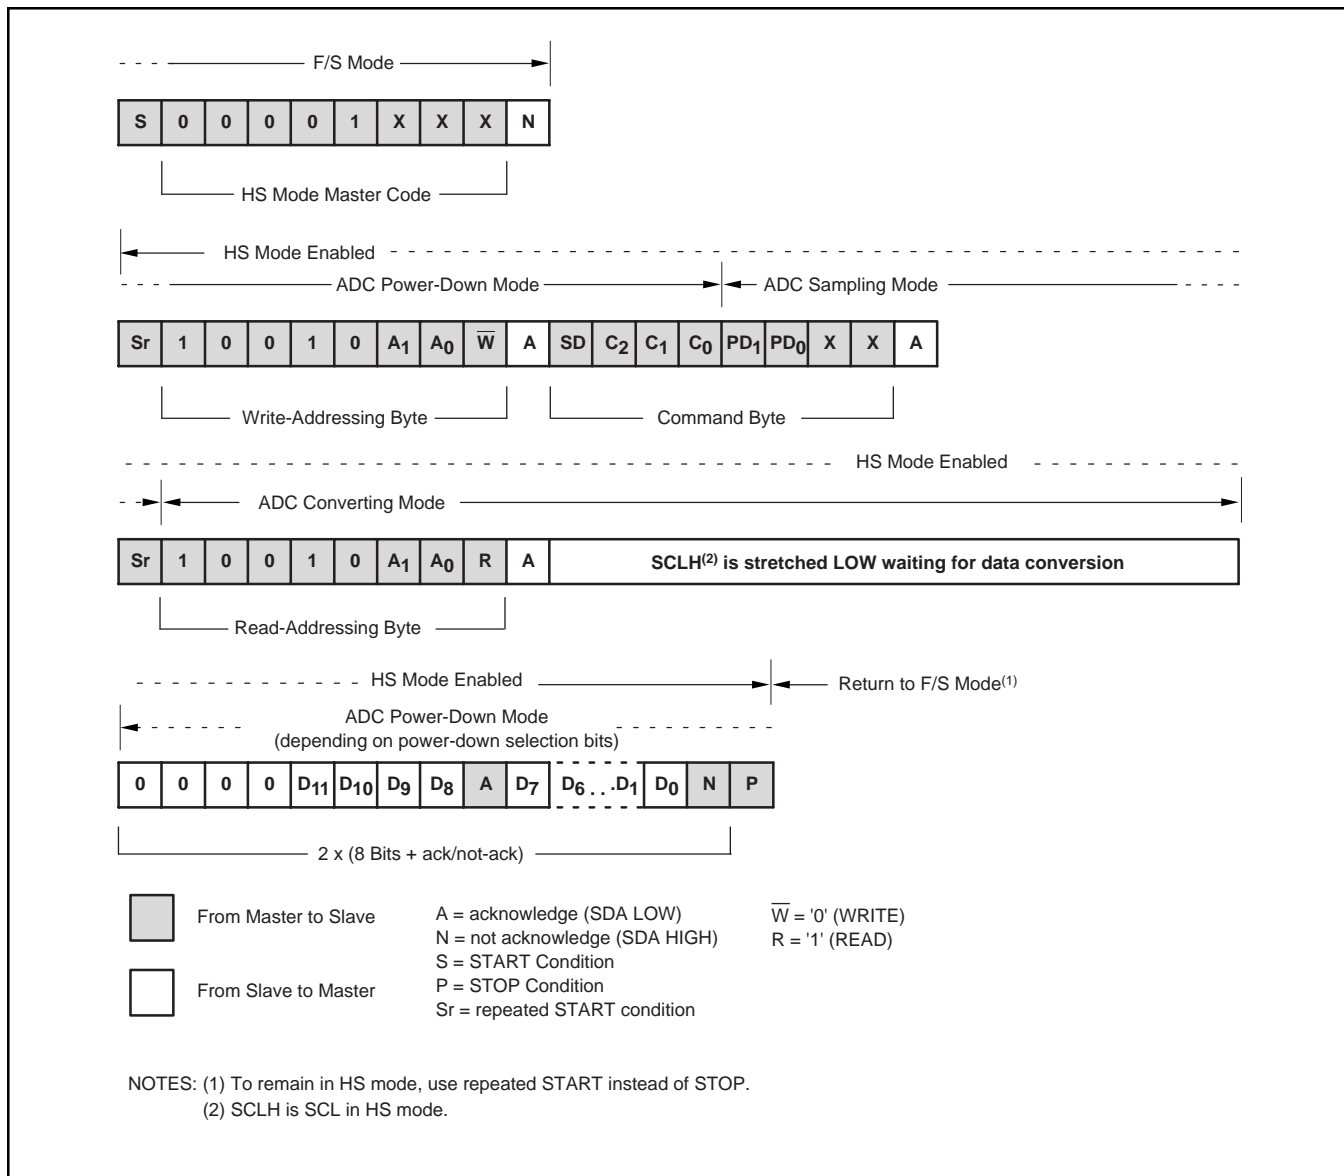 F/S Mode
S 0 0 0 0 1 X X X N
HS Mode Master Code
HS Mode Enabled
ADC Power-Down Mode ADC Sampling Mode
Sr 1 0 0 1 0 A1 A0 W̅ A SD C2 C1 C0 PD1 PD0 X X A
Write-Addressing Byte Command Byte
HS Mode Enabled
ADC Converting Mode
Sr 1 0 0 1 0 A1 A0 R A SCLH(2) is stretched LOW waiting for data conversion
Read-Addressing Byte
HS Mode Enabled Return to F/S Mode(1)
ADC Power-Down Mode
(depending on power-down selection bits)
0 0 0 0 D11 D10 D9 D8 A D7 D6 . . .D1 D0 N P
2 x (8 Bits + ack/not-ack)
From Master to Slave
From Slave to Master
A = acknowledge (SDA LOW)
N = not acknowledge (SDA HIGH)
S = START Condition
P = STOP Condition
Sr = repeated START condition
W̅ = '0' (WRITE)
R = '1' (READ)
NOTES: (1) To remain in HS mode, use repeated START instead of STOP.
(2) SCLH is SCL in HS mode.